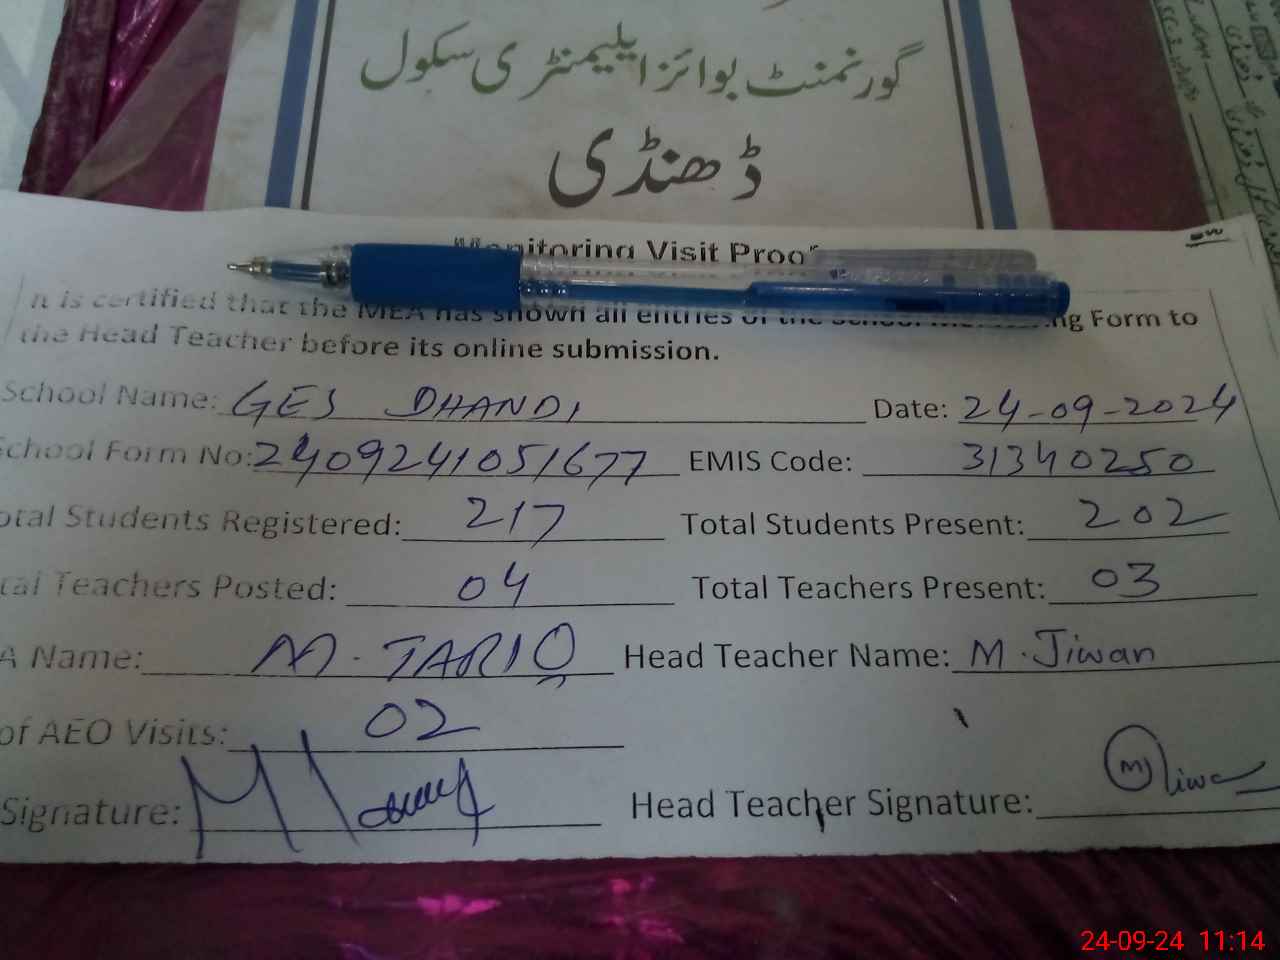 گورنمنٹ بوائز ایلیمنٹری سکول
ڈھنڈی
Monitoring Visit Proof
It is certified that the MEA has shown all entries of the School Monitoring Form to
the Head Teacher before its online submission.
School Name: GES DHANDI Date: 24-09-2024
School Form No: 2409241051677 EMIS Code: 31340250
otal Students Registered: 217 Total Students Present: 202
tal Teachers Posted: 04 Total Teachers Present: 03
A Name: M. TARIQ Head Teacher Name: M. Jiwan
of AEO Visits: 02
Signature: Head Teacher Signature: M Jiwan
24-09-24 11:14